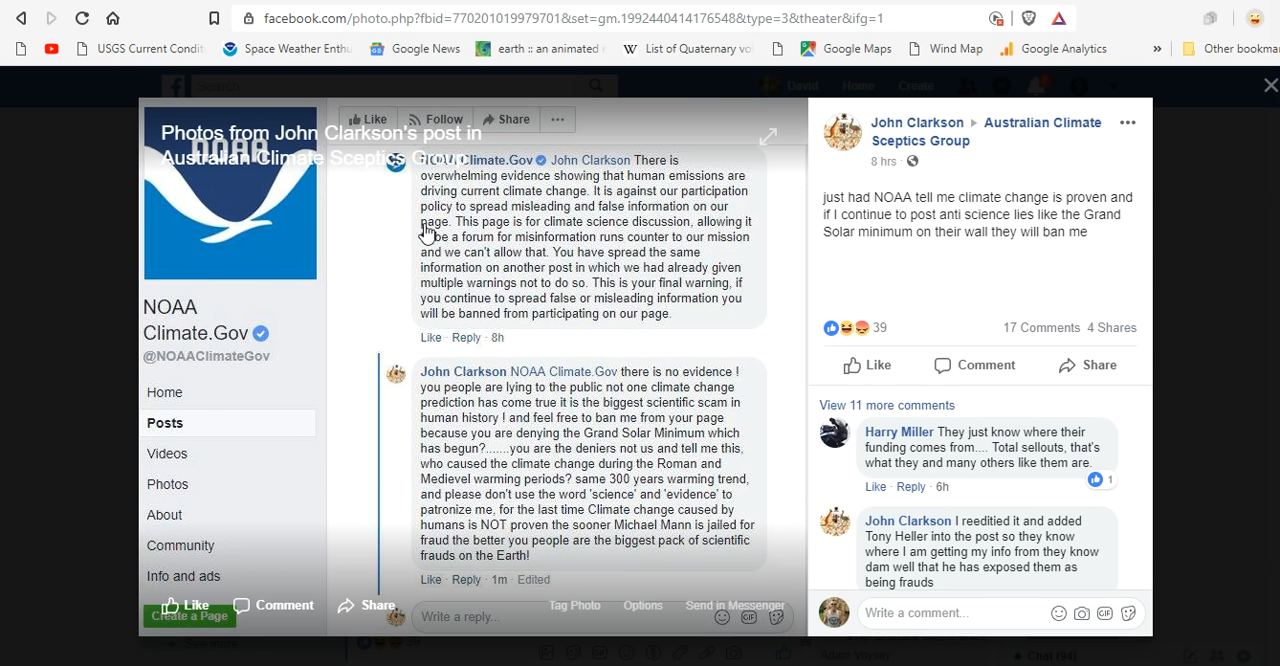 facebook.com/photo.php?fbid=770201019979701&set=gm.1992440414176548&type=3&theater&ifg=1
USGS Current Condit
Space Weather Enthu
Google News
earth :: an animated
W List of Quaternary vo
Google Maps
Wind Map
Google Analytics
»
Other bookma
Search
David
Home
Create
Photos from John Clarkson's post in
Australian Climate Sceptics Group
NOAA
Like
Follow
Share
NOAA
Climate.Gov
@NOAAClimateGov
Home
Posts
Videos
Photos
About
Community
Info and ads
Create a Page
Climate.Gov John Clarkson There is
overwhelming evidence showing that human emissions are
driving current climate change. It is against our participation
policy to spread misleading and false information on our
page. This page is for climate science discussion, allowing it
be a forum for misinformation runs counter to our mission
and we can't allow that. You have spread the same
information on another post in which we had already given
multiple warnings not to do so. This is your final warning, if
you continue to spread false or misleading information you
will be banned from participating on our page.
Like · Reply · 8h
John Clarkson NOAA Climate.Gov there is no evidence !
you people are lying to the public not one climate change
prediction has come true it is the biggest scientific scam in
human history ! and feel free to ban me from your page
because you are denying the Grand Solar Minimum which
has begun?.......you are the deniers not us and tell me this,
who caused the climate change during the Roman and
Medievel warming periods? same 300 years warming trend,
and please don't use the word 'science' and 'evidence' to
patronize me, for the last time Climate change caused by
humans is NOT proven the sooner Michael Mann is jailed for
fraud the better you people are the biggest pack of scientific
frauds on the Earth!
Like · Reply · 1m · Edited
Like
Comment
Share
Tag Photo
Options
Send in Messenger
Write a reply...
GIF
John Clarkson ▸ Australian Climate
Sceptics Group
8 hrs ·
just had NOAA tell me climate change is proven and
if I continue to post anti science lies like the Grand
Solar minimum on their wall they will ban me
39
17 Comments 4 Shares
Like
Comment
Share
View 11 more comments
Harry Miller They just know where their
funding comes from.... Total sellouts, that's
what they and many others like them are.
1
Like · Reply · 6h
John Clarkson I reeditied it and added
Tony Heller into the post so they know
where I am getting my info from they know
dam well that he has exposed them as
being frauds
Write a comment...
GIF
See more
Chat (94)